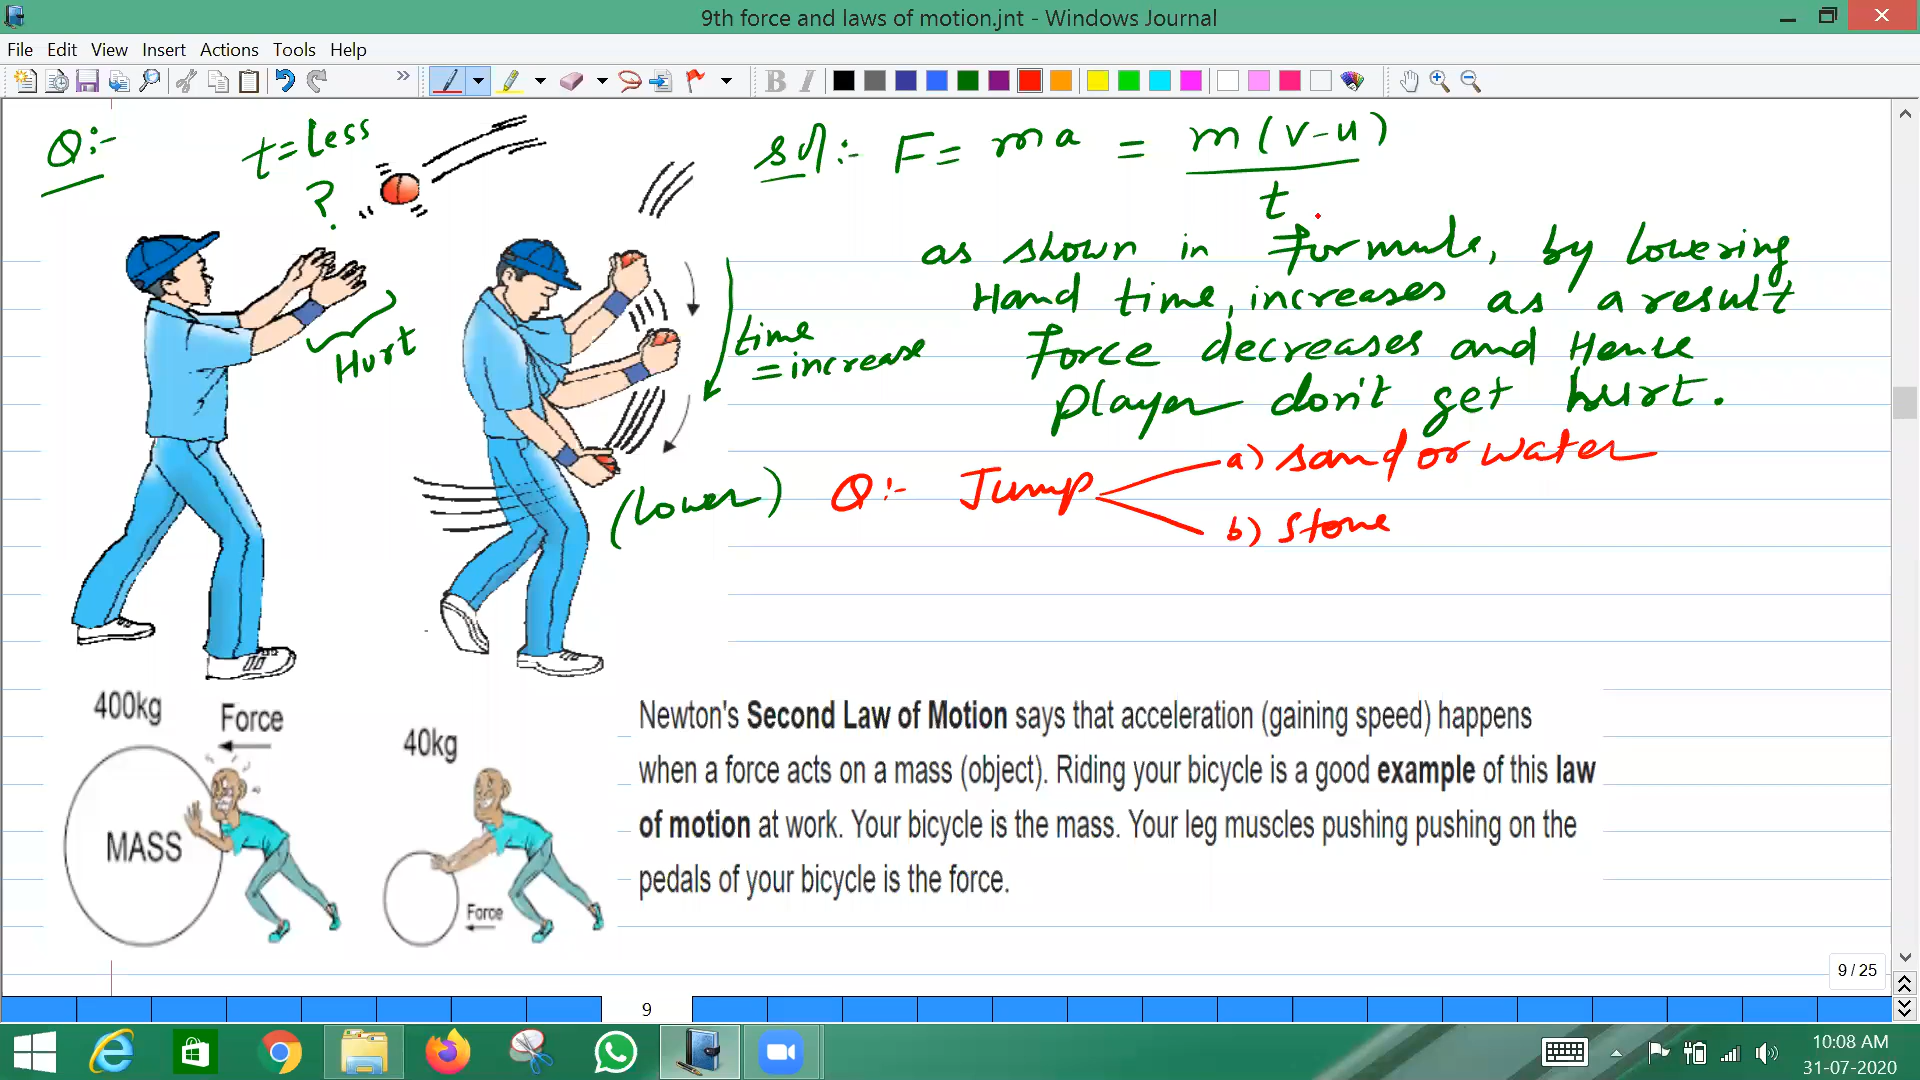 9th force and laws of motion.jnt - Windows Journal
File Edit View Insert Actions Tools Help
Q:-
t = Less
?
Hurt
time
= increase
(lower)
sol:- F = ma = m(v-u)
t
as shown in formula, by lowering
Hand time, increases as a result
force decreases and Hence
player don't get hurt.
Q:- Jump
a) sand or water
b) stone
400kg
Force
MASS
40kg
Force
Newton's Second Law of Motion says that acceleration (gaining speed) happens
when a force acts on a mass (object). Riding your bicycle is a good example of this law
of motion at work. Your bicycle is the mass. Your leg muscles pushing pushing on the
pedals of your bicycle is the force.
9 / 25
9
10:08 AM
31-07-2020